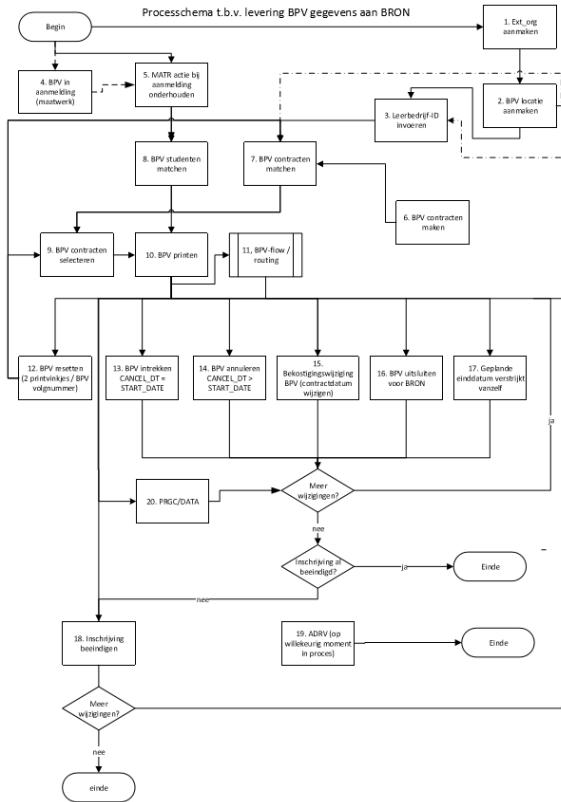 Processchema t.b.v. levering BPV gegevens aan BRON
Begin
1. Ext_org
aanmaken
4. BPV in
aanmelding
(maatwerk)
5. MATR actie bij
aanmelding
onderhouden
2. BPV locatie
aanmaken
3. Leerbedrijf-ID
invoeren
8. BPV studenten
matchen
7. BPV contracten
matchen
6. BPV contracten
maken
9. BPV contracten
selecteren
10. BPV printen
11, BPV-flow /
routing
12. BPV resetten
(2 printvinkjes / BPV
volgnummer)
13. BPV intrekken
CANCEL_DT =
START_DATE
14. BPV annuleren
CANCEL_DT >
START_DATE
15.
Bekostigingswijziging
BPV (contractdatum
wijzigen)
16. BPV uitsluiten
voor BRON
17. Geplande
einddatum verstrijkt
vanzelf
ja
20. PRGC/DATA
Meer
wijzigingen?
nee
Inschrijving al
beeindigd?
ja
Einde
nee
18. Inschrijving
beeindigen
19. ADRV (op
willekeurig moment
in proces)
Einde
Meer
wijzigingen?
nee
einde